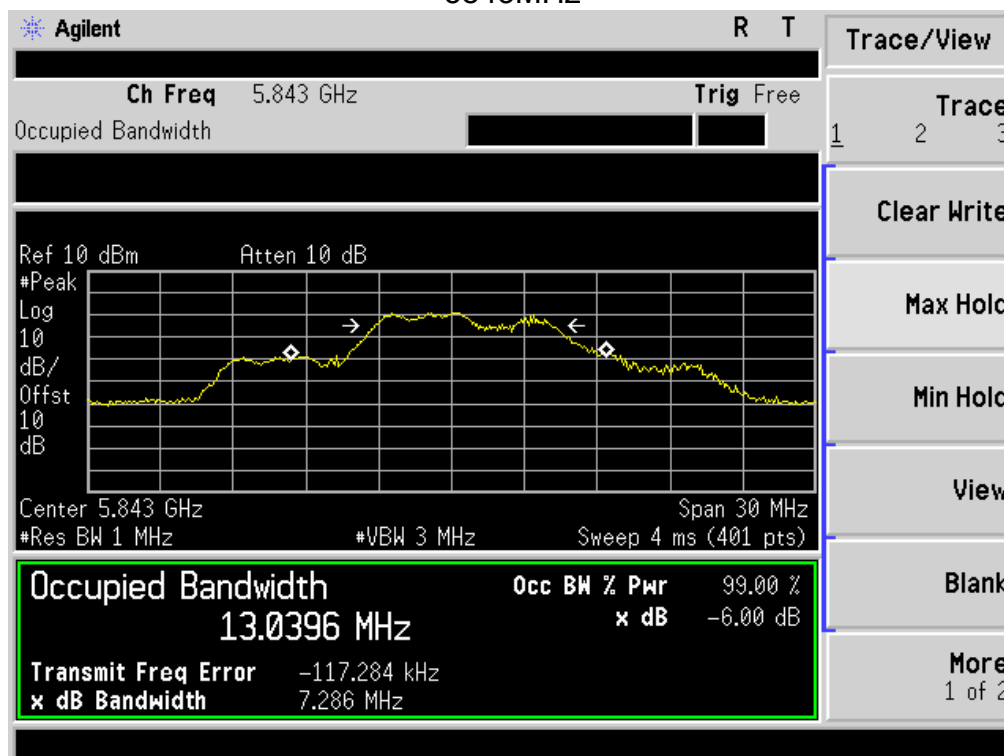 Agilent
R T
Trace/View
Ch Freq 5.843 GHz
Trig Free
Occupied Bandwidth
Trace
1 2
Clear Write
Max Hold
Min Hold
View
Blank
More
1 of 2
Ref 10 dBm
Atten 10 dB
#Peak
Log
10
dB/
Offst
10
dB
Center 5.843 GHz
Span 30 MHz
#Res BW 1 MHz
#VBW 3 MHz
Sweep 4 ms (401 pts)
Occupied Bandwidth
13.0396 MHz
Occ BW % Pwr 99.00 %
x dB -6.00 dB
Transmit Freq Error -117.284 kHz
x dB Bandwidth 7.286 MHz